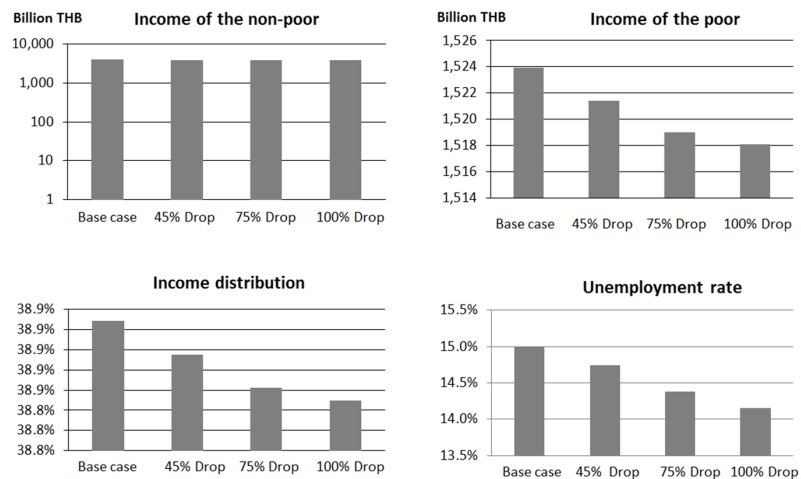 Billion THB
Income of the non-poor
10,000
1,000
100
10
1
Base case 45% Drop 75% Drop 100% Drop
Billion THB
Income of the poor
1,526
1,524
1,522
1,520
1,518
1,516
1,514
Base case 45% Drop 75% Drop 100% Drop
Income distribution
38.9%
38.9%
38.9%
38.9%
38.9%
38.8%
38.8%
38.8%
Base case 45% Drop 75% Drop 100% Drop
Unemployment rate
15.5%
15.0%
14.5%
14.0%
13.5%
Base case 45% Drop 75% Drop 100% Drop